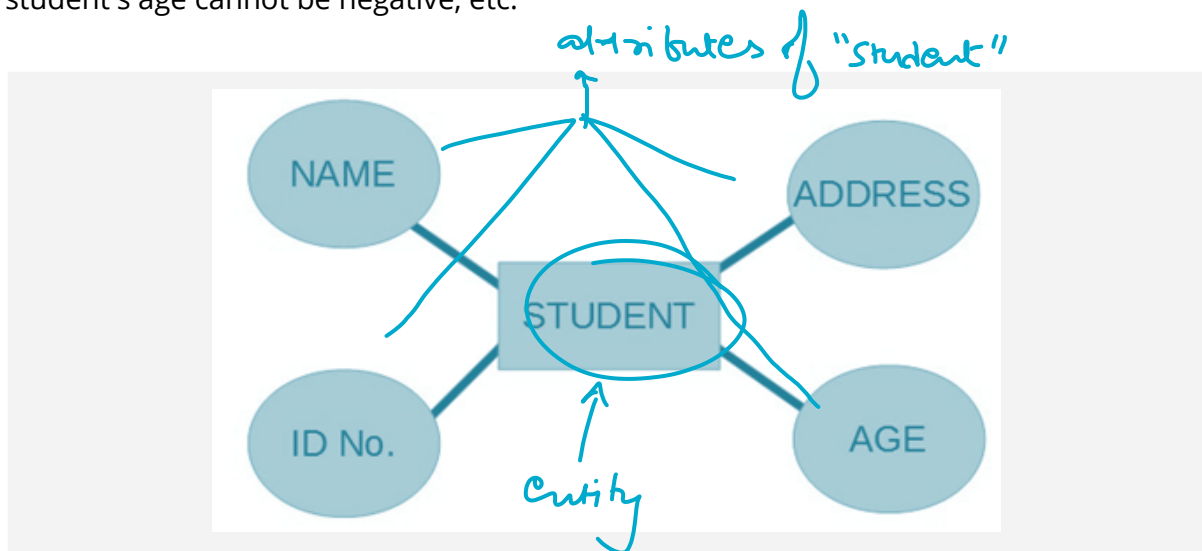 student's age cannot be negative, etc.
attributes of "Student"
NAME
ADDRESS
STUDENT
ID No.
AGE
Entity